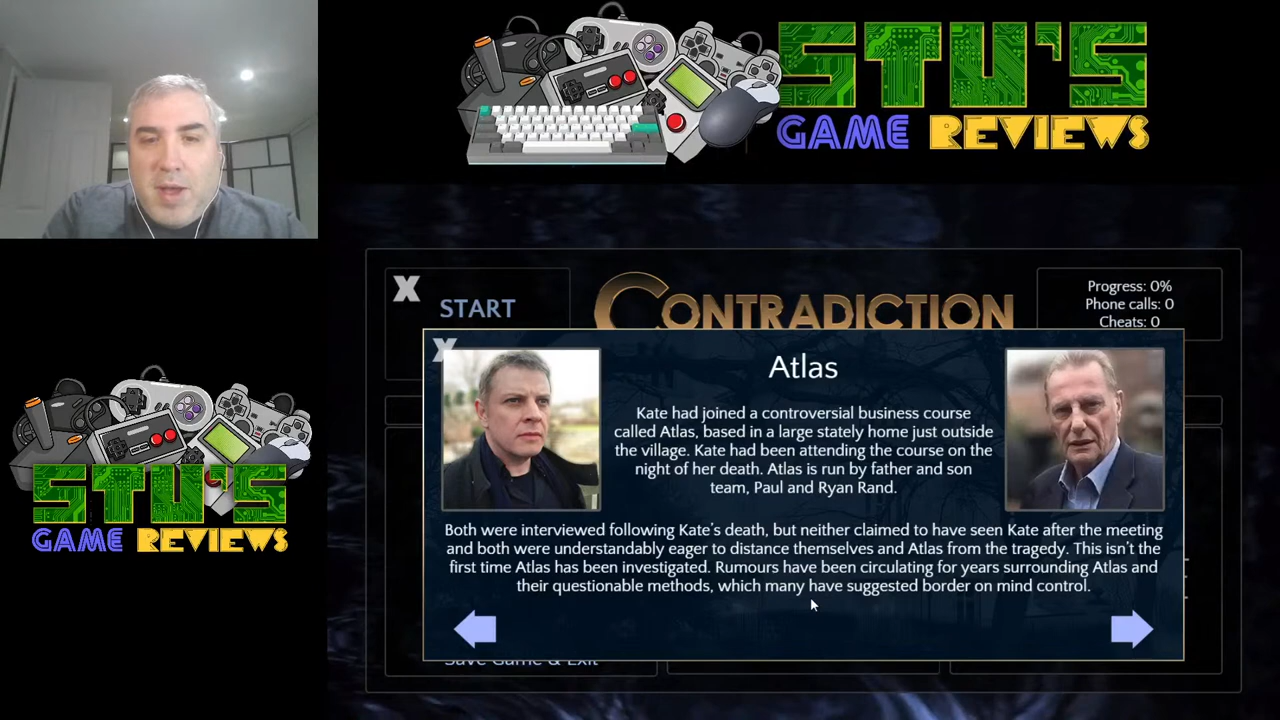 STU'S
GAME REVIEWS
X
START
CONTRADICTION
Progress: 0%
Phone calls: 0
Cheats: 0
X
Atlas
Kate had joined a controversial business course
called Atlas, based in a large stately home just outside
the village. Kate had been attending the course on the
night of her death. Atlas is run by father and son
team, Paul and Ryan Rand.
Both were interviewed following Kate's death, but neither claimed to have seen Kate after the meeting
and both were understandably eager to distance themselves and Atlas from the tragedy. This isn't the
first time Atlas has been investigated. Rumours have been circulating for years surrounding Atlas and
their questionable methods, which many have suggested border on mind control.
Save Game & Exit
STU'S
GAME REVIEWS